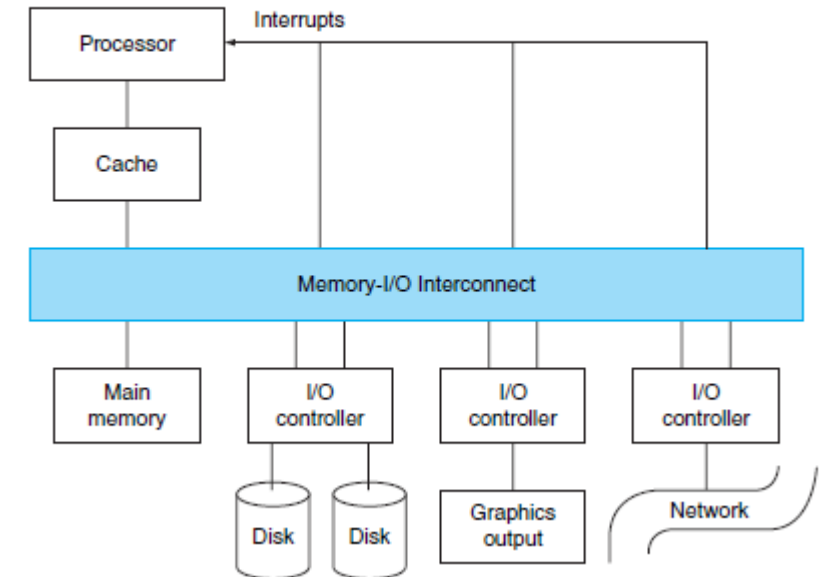 Interrupts
Processor
Cache
Memory-I/O Interconnect
Main
memory
I/O
controller
I/O
controller
I/O
controller
Disk
Disk
Graphics
output
Network